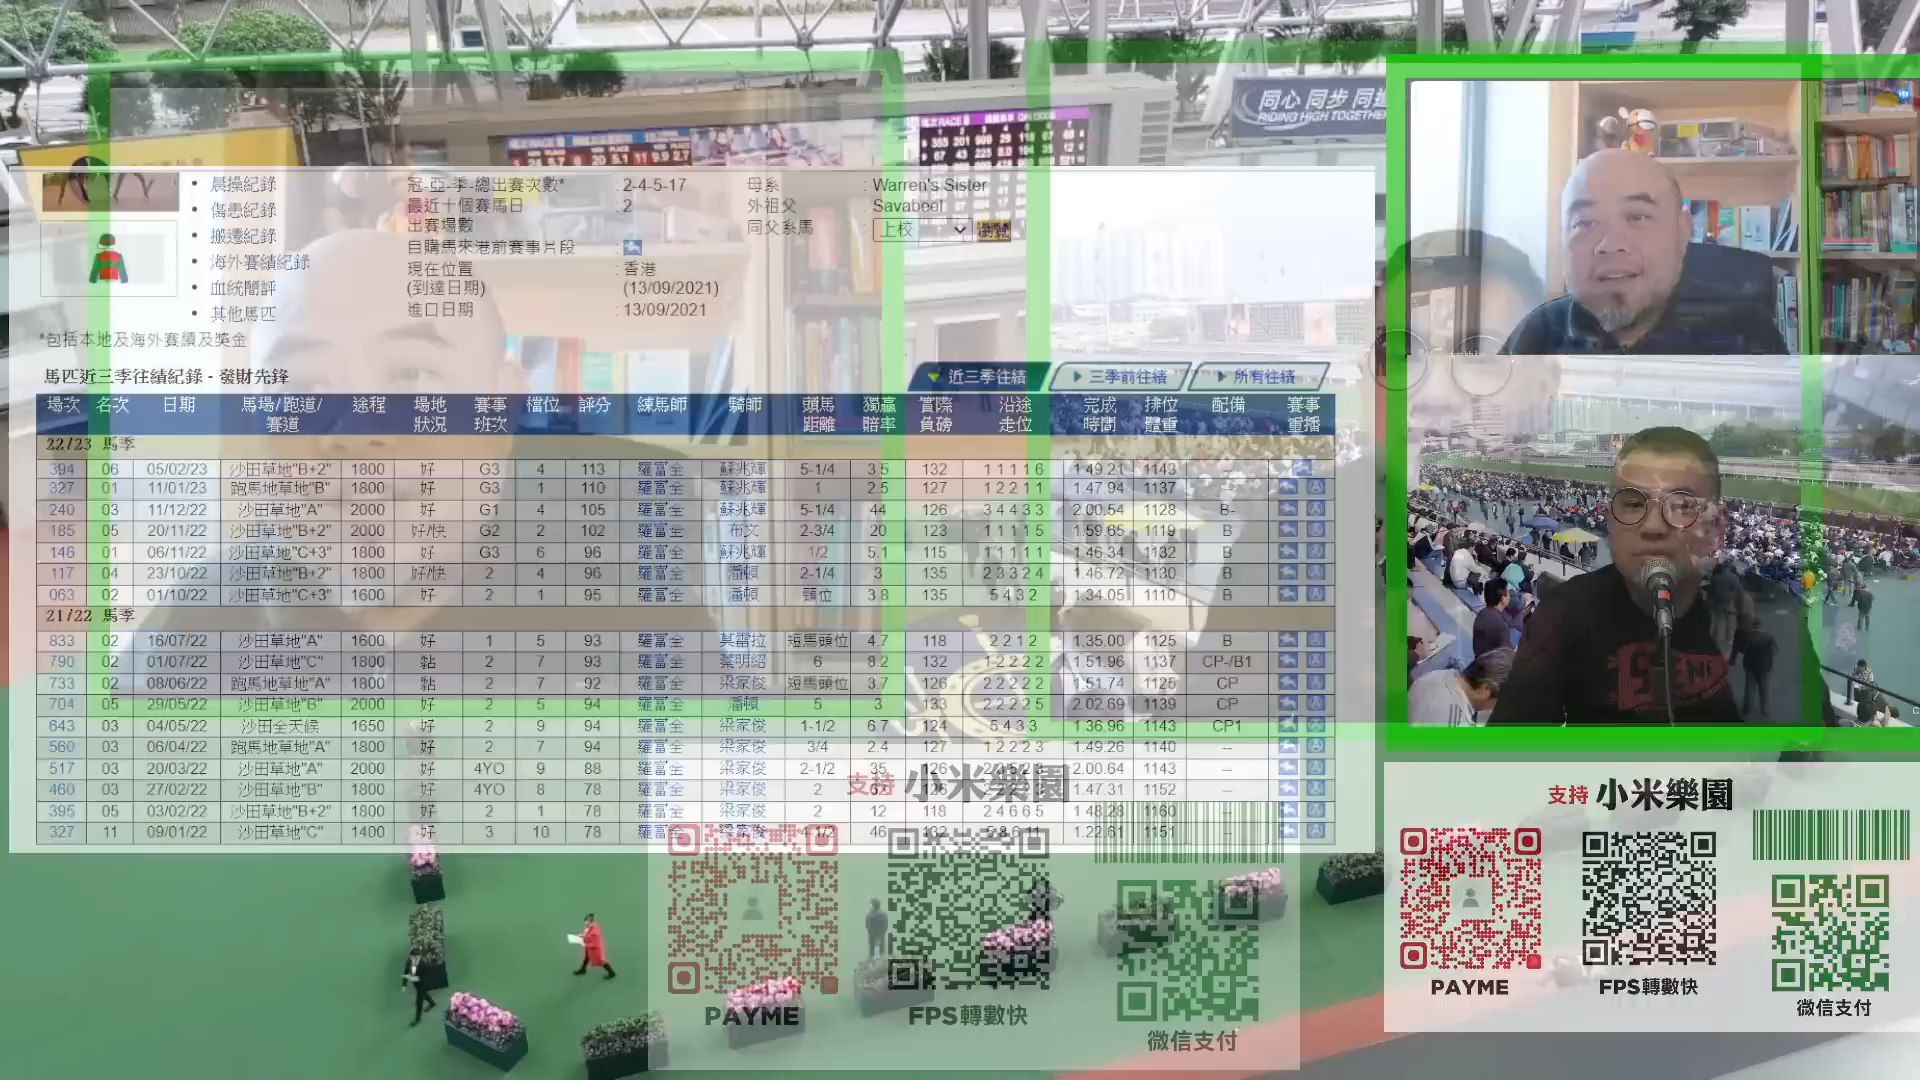 同心 同步 同進
RIDING HIGH TOGETHER
• 晨操紀錄
• 傷患紀錄
• 搬遷紀錄
• 海外賽績紀錄
• 血統簡評
• 其他馬匹
冠-亞-季-總出賽次數* : 2-4-5-17
最近十個賽馬日 : 2
出賽場數
自購馬來港前賽事片段 :
現在位置 : 香港
(到達日期) (13/09/2021)
進口日期 : 13/09/2021
母系 : Warren's Sister
外祖父 : Savabeel
同父系馬 : 上校 瀏覽
*包括本地及海外賽績及獎金
馬匹近三季往績紀錄 - 發財先鋒
近三季往績 三季前往績 所有往績
場次 名次 日期 馬場/跑道/賽道 途程 場地狀況 賽事班次 檔位 評分 練馬師 騎師 頭馬距離 獨贏賠率 實際負磅 沿途走位 完成時間 排位體重 配備 賽事重播
22/23 馬季
394 06 05/02/23 沙田草地"B+2" 1800 好 G3 4 113 羅富全 蘇兆輝 5-1/4 3.5 132 1 1 1 1 6 1.49.21 1143 --
327 01 11/01/23 跑馬地草地"B" 1800 好 G3 1 110 羅富全 蘇兆輝 1 2.5 127 1 2 2 1 1 1.47.94 1137
240 03 11/12/22 沙田草地"A" 2000 好 G1 4 105 羅富全 蘇兆輝 5-1/4 44 126 3 4 4 3 3 2.00.54 1128 B-
185 05 20/11/22 沙田草地"B+2" 2000 好/快 G2 2 102 羅富全 布文 2-3/4 20 123 1 1 1 1 5 1.59.65 1119 B
146 01 06/11/22 沙田草地"C+3" 1800 好 G3 6 96 羅富全 蘇兆輝 1/2 5.1 115 1 1 1 1 1 1.46.34 1132 B
117 04 23/10/22 沙田草地"B+2" 1800 好/快 2 4 96 羅富全 潘頓 2-1/4 3 135 2 3 3 2 4 1.46.72 1130 B
063 02 01/10/22 沙田草地"C+3" 1600 好 2 1 95 羅富全 潘頓 頸位 3.8 135 5 4 3 2 1.34.05 1110 B
21/22 馬季
833 02 16/07/22 沙田草地"A" 1600 好 1 5 93 羅富全 莫雷拉 短馬頭位 4.7 118 2 2 1 2 1.35.00 1125 B
790 02 01/07/22 沙田草地"C" 1800 黏 2 7 93 羅富全 蔡明紹 6 8.2 132 1 2 2 2 2 1.51.96 1137 CP-/B1
733 02 08/06/22 跑馬地草地"A" 1800 黏 2 7 92 羅富全 梁家俊 短馬頭位 3.7 126 2 2 2 2 2 1.51.74 1125 CP
704 05 29/05/22 沙田草地"B" 2000 好 2 5 94 羅富全 潘頓 5 3 133 2 2 2 2 5 2.02.69 1139 CP
643 03 04/05/22 沙田全天候 1650 好 2 9 94 羅富全 梁家俊 1-1/2 6.7 124 5 4 3 3 1.36.96 1143 CP1
560 03 06/04/22 跑馬地草地"A" 1800 好 2 7 94 羅富全 梁家俊 3/4 2.4 127 1 2 2 2 3 1.49.26 1140 --
517 03 20/03/22 沙田草地"A" 2000 好 4YO 9 88 羅富全 梁家俊 2-1/2 35 126 2.00.64 1143 --
460 03 27/02/22 沙田草地"B" 1800 好 4YO 8 78 羅富全 梁家俊 2 126 1.47.31 1152 --
395 05 03/02/22 沙田草地"B+2" 1800 好 2 1 78 羅富全 梁家俊 2 12 118 2 4 6 6 5 1.48.28 1160 --
327 11 09/01/22 沙田草地"C" 1400 好 3 10 78 羅富全 梁家俊 4-1/2 46 132 1.22.61 1151 --
支持 小米樂園
PAYME
FPS轉數快
微信支付
支持 小米樂園
PAYME
FPS轉數快
微信支付